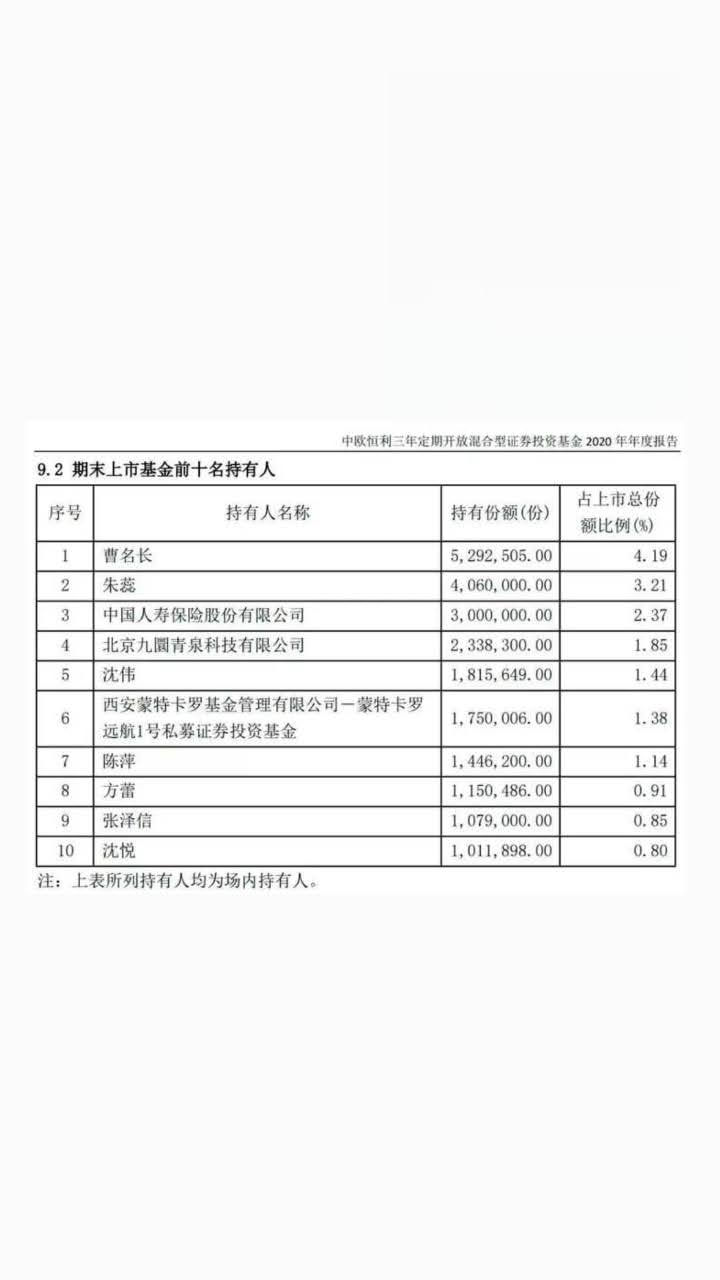 中欧恒利三年定期开放混合型证券投资基金 2020 年年度报告
9.2 期末上市基金前十名持有人
序号 持有人名称 持有份额(份) 占上市总份
额比例(%)
1 曹名长 5,292,505.00 4.19
2 朱蕊 4,060,000.00 3.21
3 中国人寿保险股份有限公司 3,000,000.00 2.37
4 北京九圜青泉科技有限公司 2,338,300.00 1.85
5 沈伟 1,815,649.00 1.44
6 西安蒙特卡罗基金管理有限公司－蒙特卡罗
远航1号私募证券投资基金 1,750,006.00 1.38
7 陈萍 1,446,200.00 1.14
8 方蕾 1,150,486.00 0.91
9 张泽信 1,079,000.00 0.85
10 沈悦 1,011,898.00 0.80
注：上表所列持有人均为场内持有人。